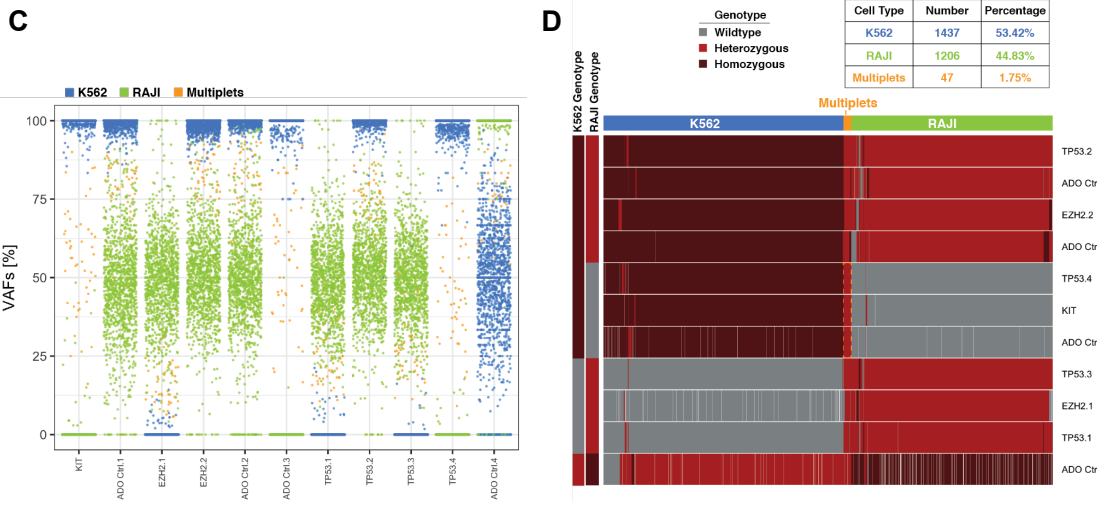 C
K562 RAJI Multiplets
VAFs [%]
100
75
50
25
0
KIT
ADO Ctrl.1
EZH2.1
EZH2.2
ADO Ctrl.2
ADO Ctrl.3
TP53.1
TP53.2
TP53.3
TP53.4
ADO Ctrl.4
D
Genotype
Wildtype
Heterozygous
Homozygous
Cell Type Number Percentage
K562 1437 53.42%
RAJI 1206 44.83%
Multiplets 47 1.75%
K562 Genotype
RAJI Genotype
Multiplets
K562 RAJI
TP53.2
ADO Ctr
EZH2.2
ADO Ctr
TP53.4
KIT
ADO Ctr
TP53.3
EZH2.1
TP53.1
ADO Ctr